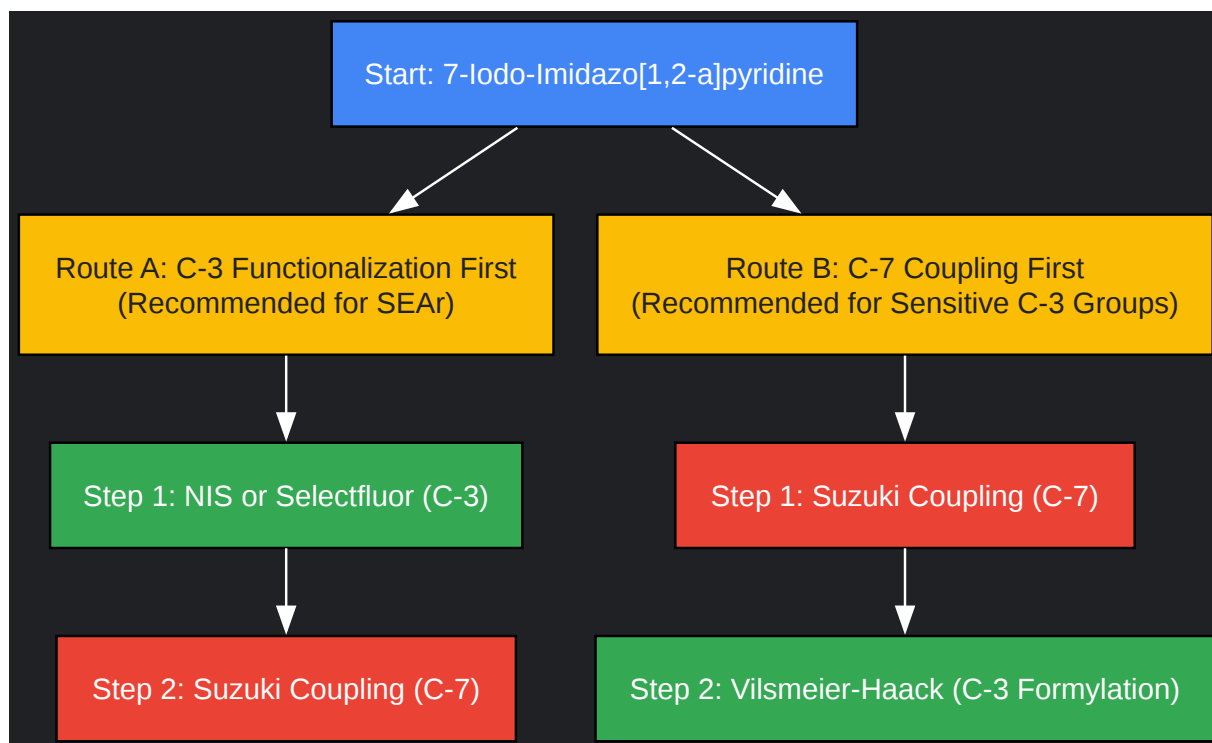 Start: 7-Iodo-Imidazo[1,2-a]pyridine
Route A: C-3 Functionalization First
(Recommended for SEAr)
Route B: C-7 Coupling First
(Recommended for Sensitive C-3 Groups)
Step 1: NIS or Selectfluor (C-3)
Step 1: Suzuki Coupling (C-7)
Step 2: Suzuki Coupling (C-7)
Step 2: Vilsmeier-Haack (C-3 Formylation)